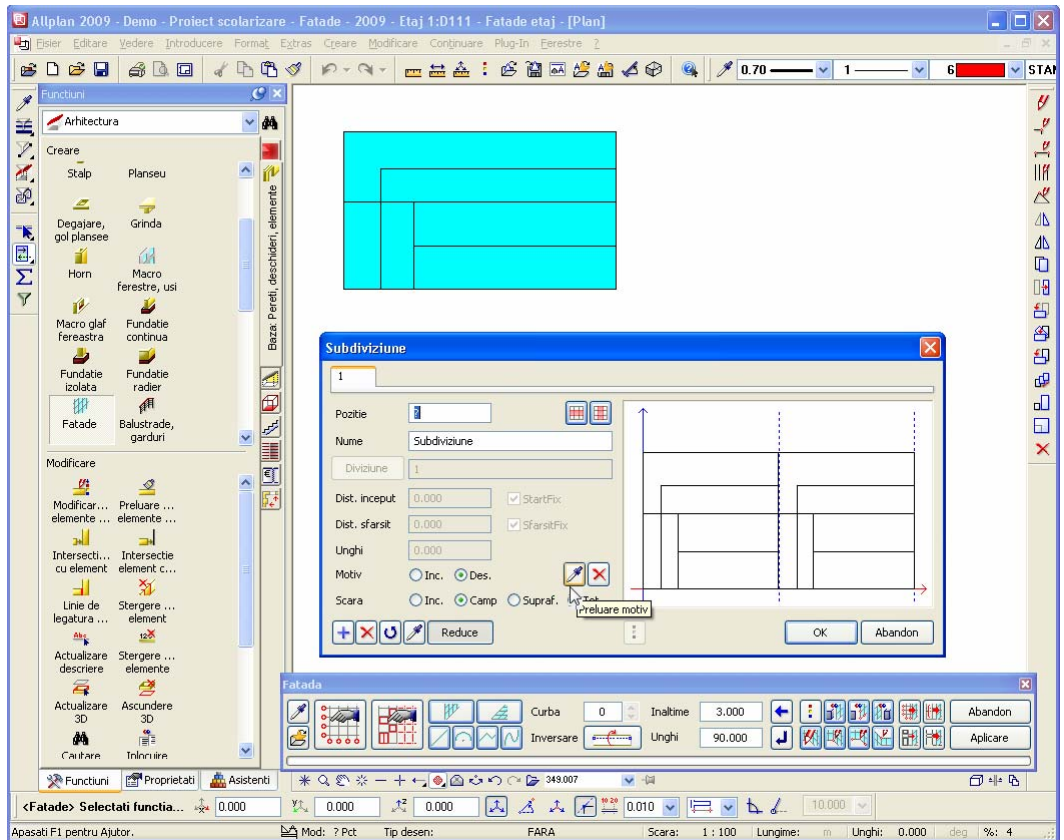 Allplan 2009 - Demo - Proiect scolarizare - Fatade - 2009 - Etaj 1:D111 - Fatade etaj - [Plan]
Fisier Editare Vedere Introducere Format Extras Creare Modificare Continuare Plug-In Ferestre ?
0.70 1 6 STAN
Functiuni
Arhitectura
Creare
Stalp Planseu
Degajare, gol plansee Grinda
Horn Macro ferestre, usi
Macro glaf fereastra Fundatie continua
Fundatie izolata Fundatie radier
Fatade Balustrade, garduri
Baza: Pereti, deschideri, elemente
Modificare
Modificar... elemente ... Preluare ... elemente ...
Intersecti... cu element Intersectie element c...
Linie de legatura ... Stergere ... element
Actualizare descriere Stergere ... elemente
Actualizare 3D Ascundere 3D
Cautare Inlocuire
Functiuni Proprietati Asistenti
Subdiviziune
1
Pozitie ?
Nume Subdiviziune
Diviziune 1
Dist. inceput 0.000 StartFix
Dist. sfarsit 0.000 SfarsitFix
Unghi 0.000
Motiv Inc. Des.
Scara Inc. Camp Supraf. Tot
Preluare motiv
Reduce OK Abandon
Fatada
Curba 0 Inaltime 3.000 Abandon
Inversare Unghi 90.000 Aplicare
349.007
<Fatade> Selectati functia... 0.000 0.000 0.000 0.010 10.000
Apasati F1 pentru Ajutor. Mod: ? Pct Tip desen: FARA Scara: 1 : 100 Lungime: m Unghi: 0.000 deg %: 4